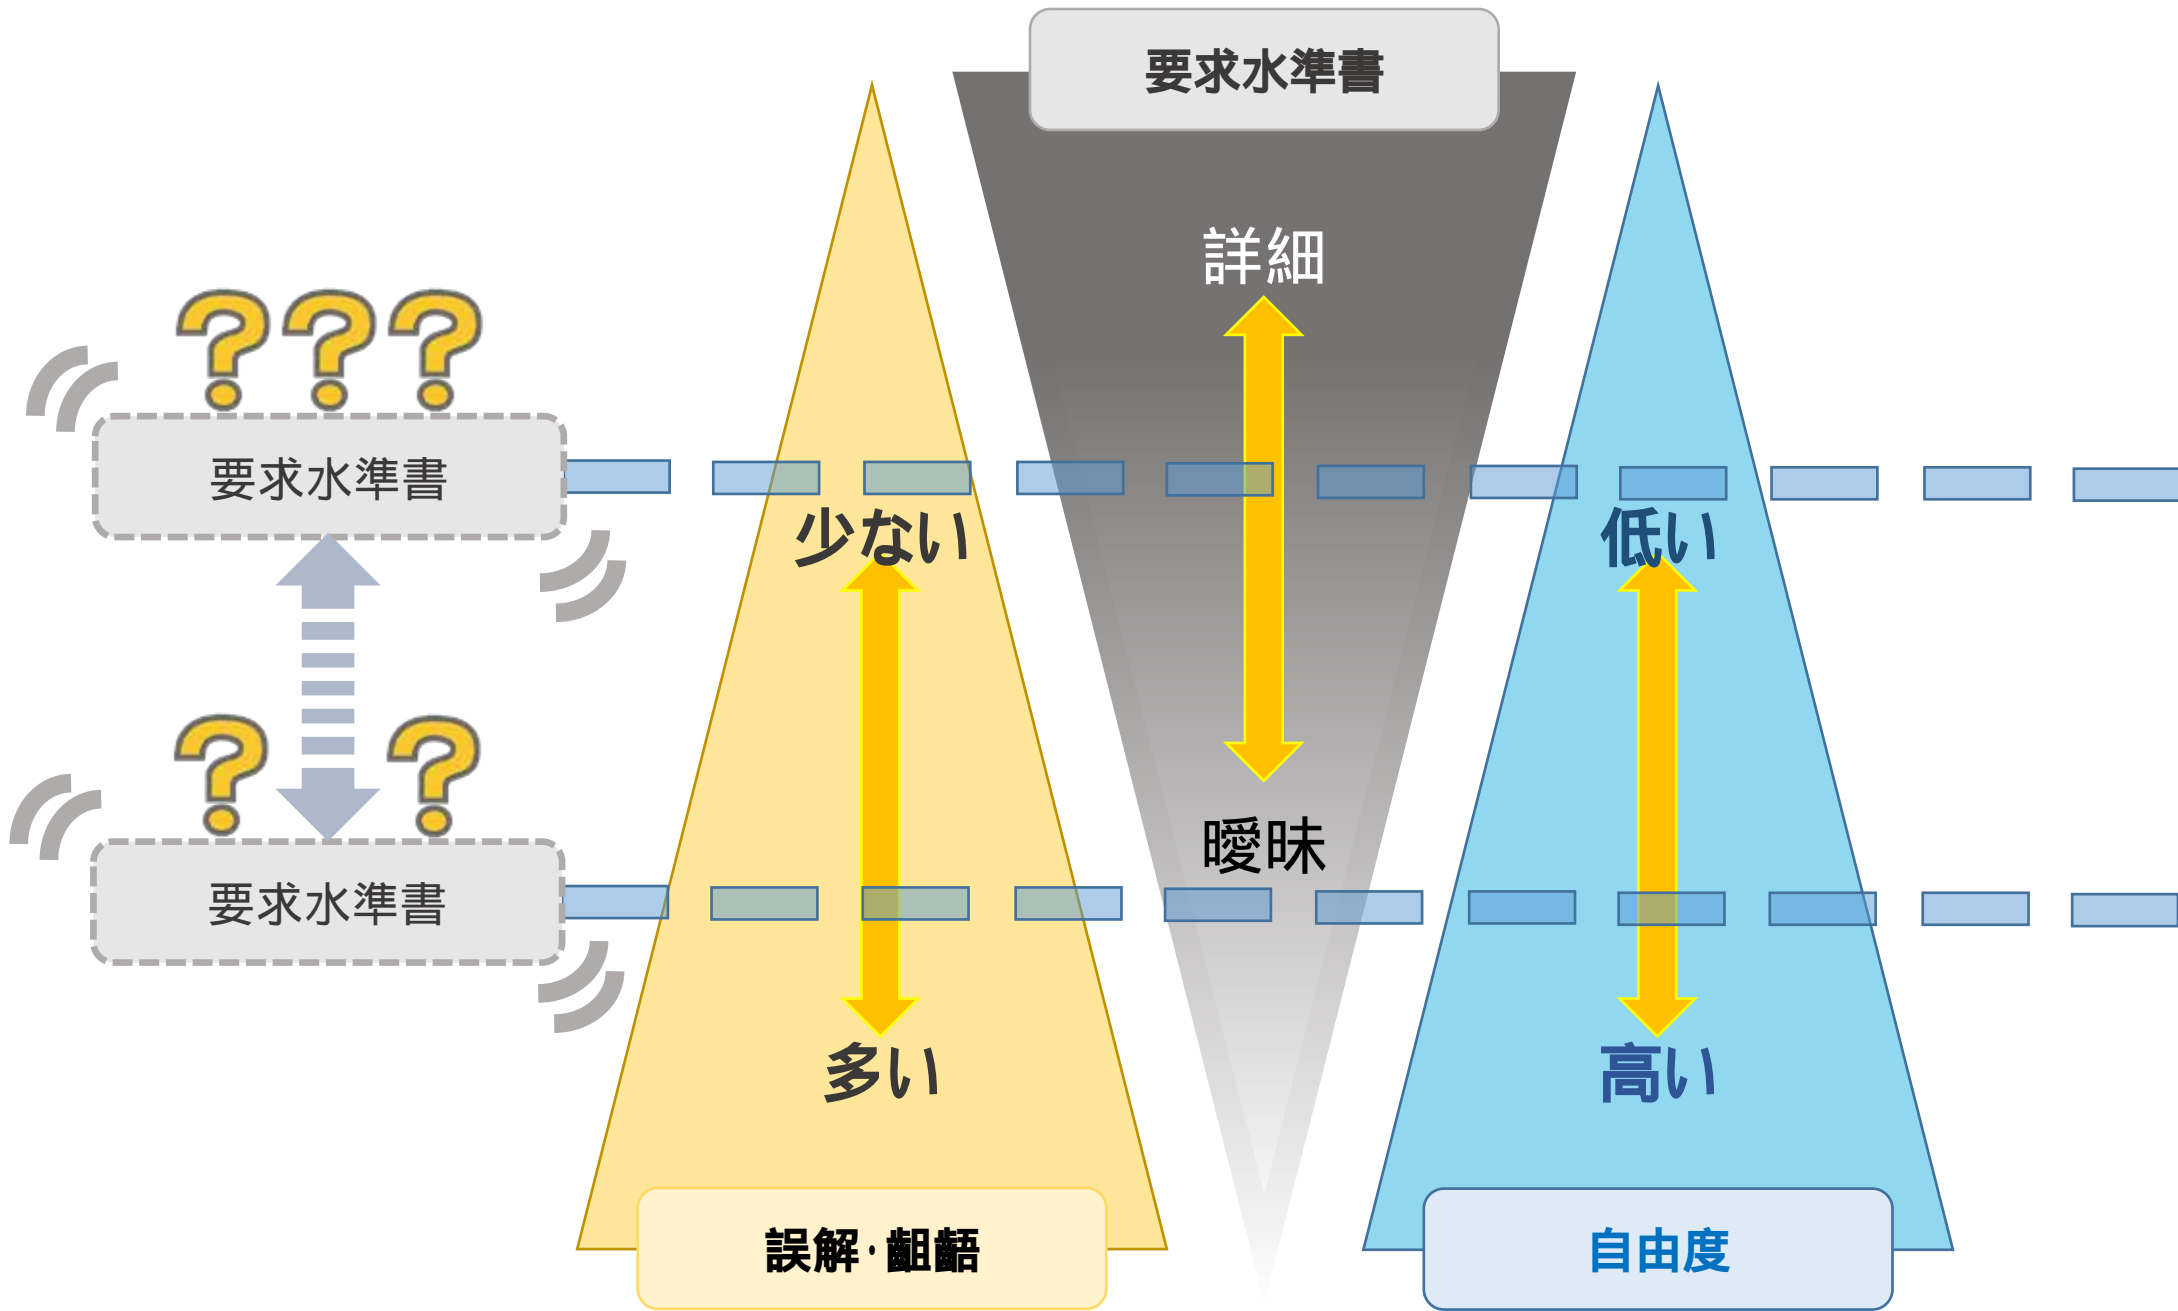 要求水準書
詳細
??? 
要求水準書
少ない
低い
? ?
曖昧
要求水準書
多い
高い
誤解・齟齬
自由度